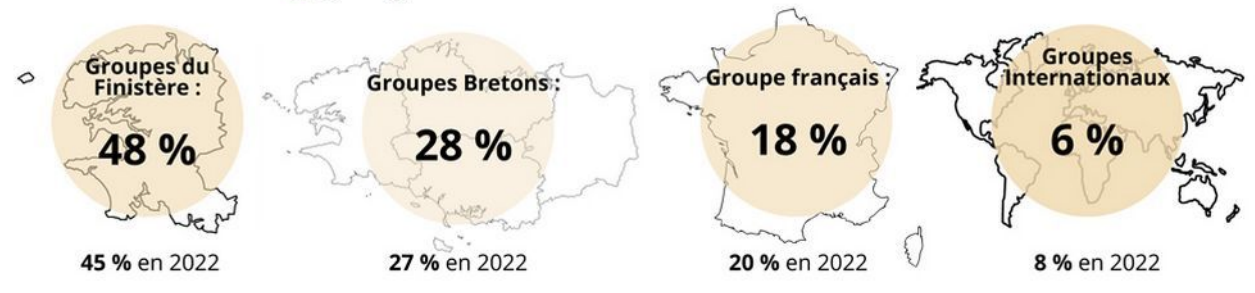 Groupes du
Finistère :
48 %
45 % en 2022
Groupes Bretons :
28 %
27 % en 2022
Groupe français :
18 %
20 % en 2022
Groupes
Internationaux
6 %
8 % en 2022